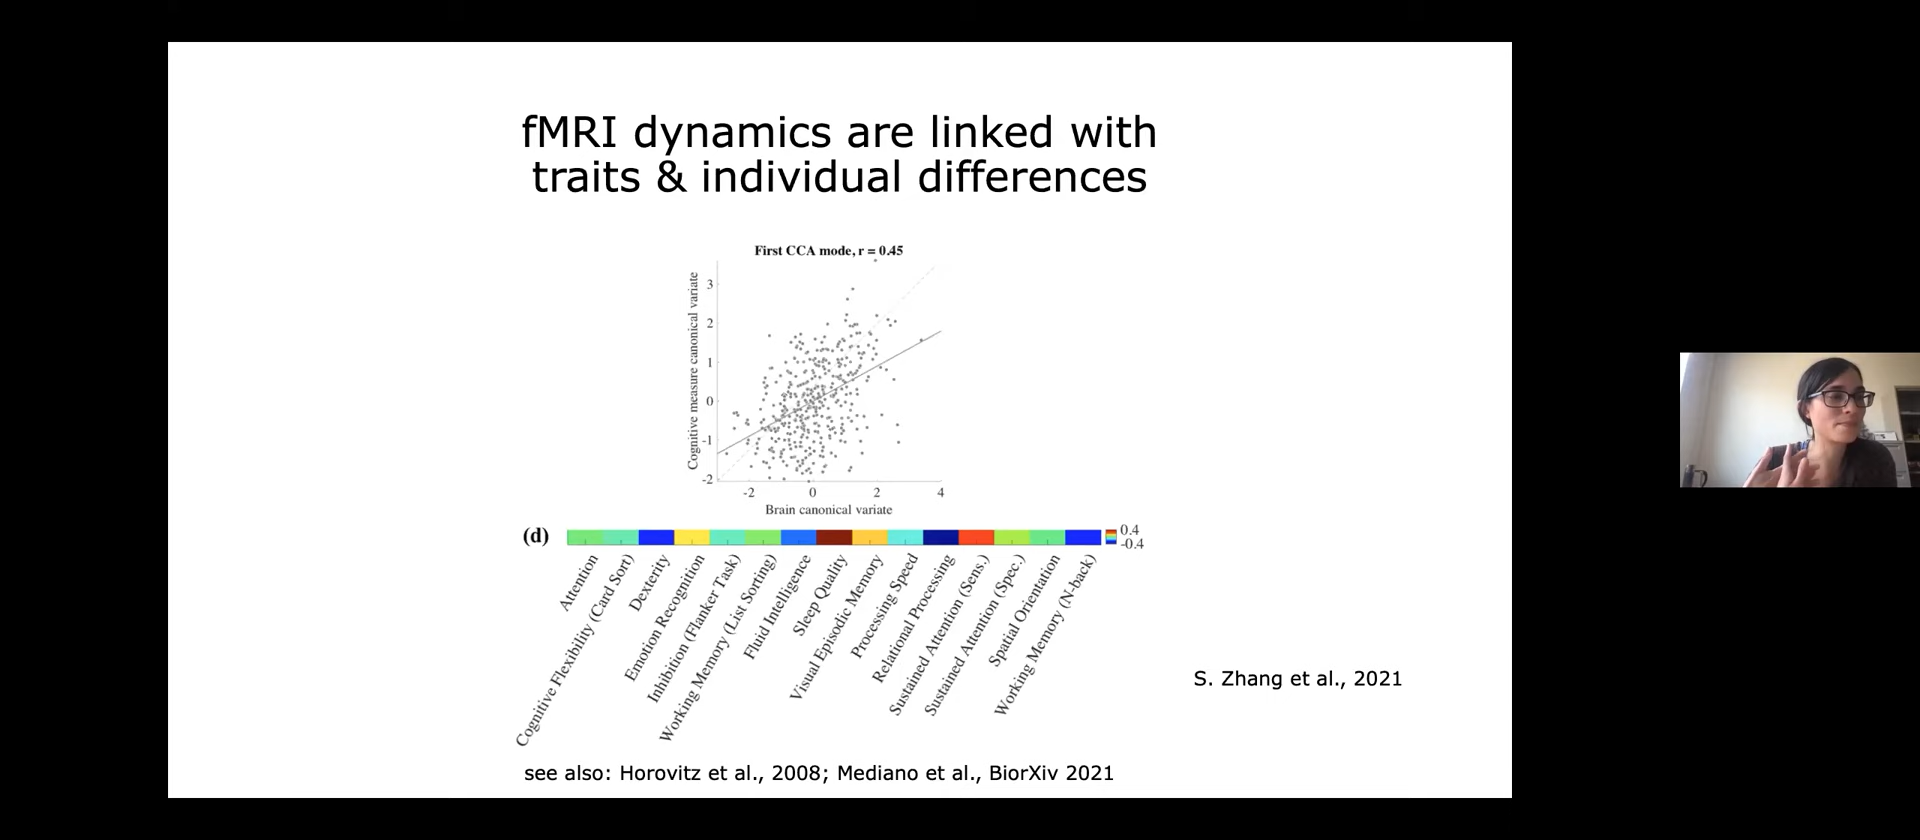 fMRI dynamics are linked with
traits & individual differences
First CCA mode, r = 0.45
Cognitive measure canonical variate
3
2
1
0
-1
-2
-2 0 2 4
Brain canonical variate
(d)
0.4
-0.4
Attention
Cognitive Flexibility (Card Sort)
Dexterity
Emotion Recognition
Inhibition (Flanker Task)
Working Memory (List Sorting)
Fluid Intelligence
Sleep Quality
Visual Episodic Memory
Processing Speed
Relational Processing
Sustained Attention (Sens.)
Sustained Attention (Spec.)
Spatial Orientation
Working Memory (N-back)
S. Zhang et al., 2021
see also: Horovitz et al., 2008; Mediano et al., BiorXiv 2021